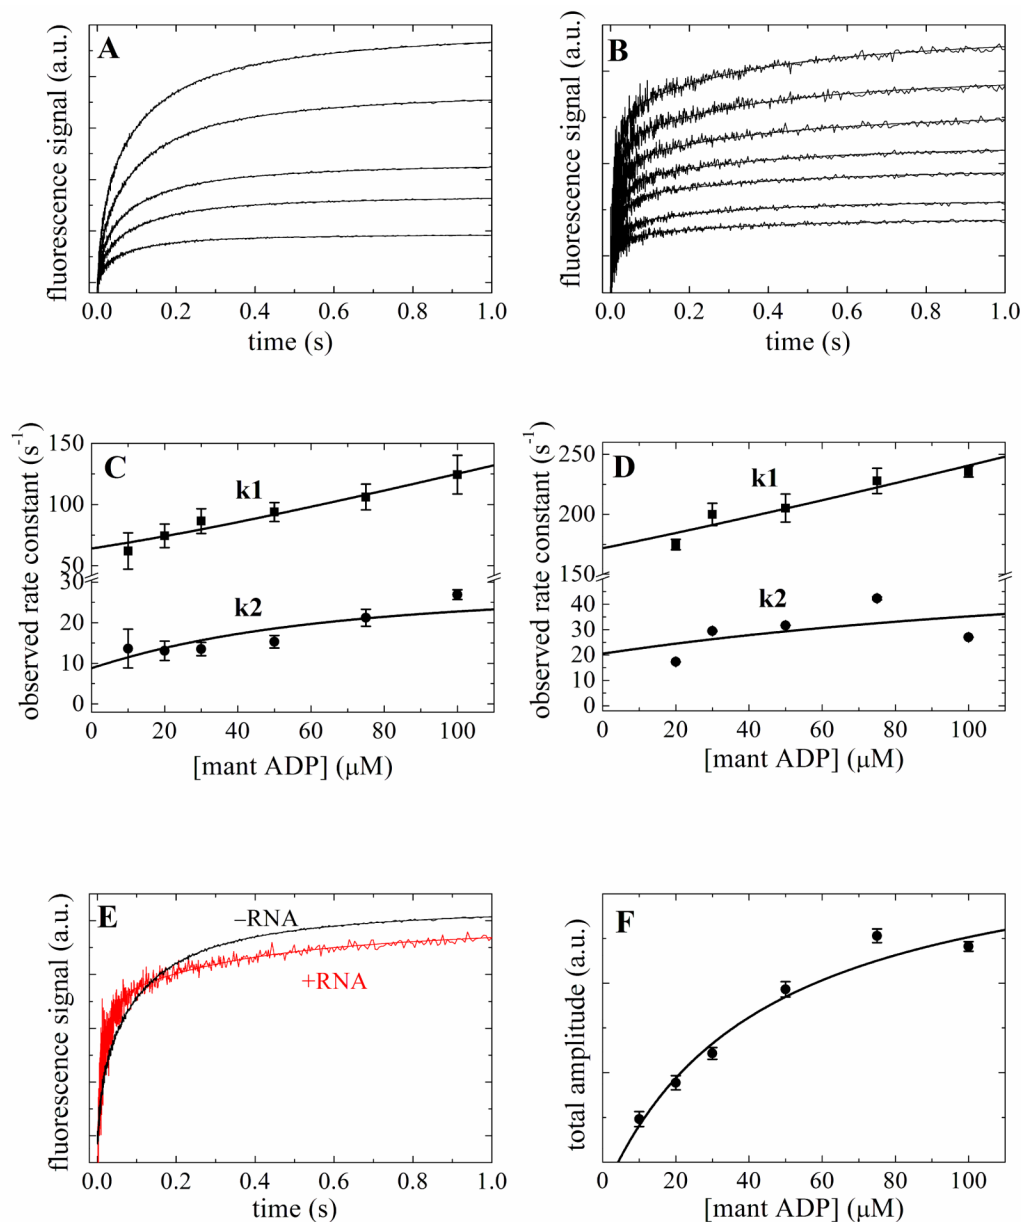 A
fluorescence signal (a.u.)
0.0 0.2 0.4 0.6 0.8 1.0
time (s)
B
fluorescence signal (a.u.)
0.0 0.2 0.4 0.6 0.8 1.0
time (s)
C
observed rate constant (s⁻¹)
150
100
50
30
20
10
0
k1
k2
0 20 40 60 80 100
[mant ADP] (μM)
D
observed rate constant (s⁻¹)
250
200
150
40
30
20
10
0
k1
k2
0 20 40 60 80 100
[mant ADP] (μM)
E
fluorescence signal (a.u.)
–RNA
+RNA
0.0 0.2 0.4 0.6 0.8 1.0
time (s)
F
total amplitude (a.u.)
0 20 40 60 80 100
[mant ADP] (μM)